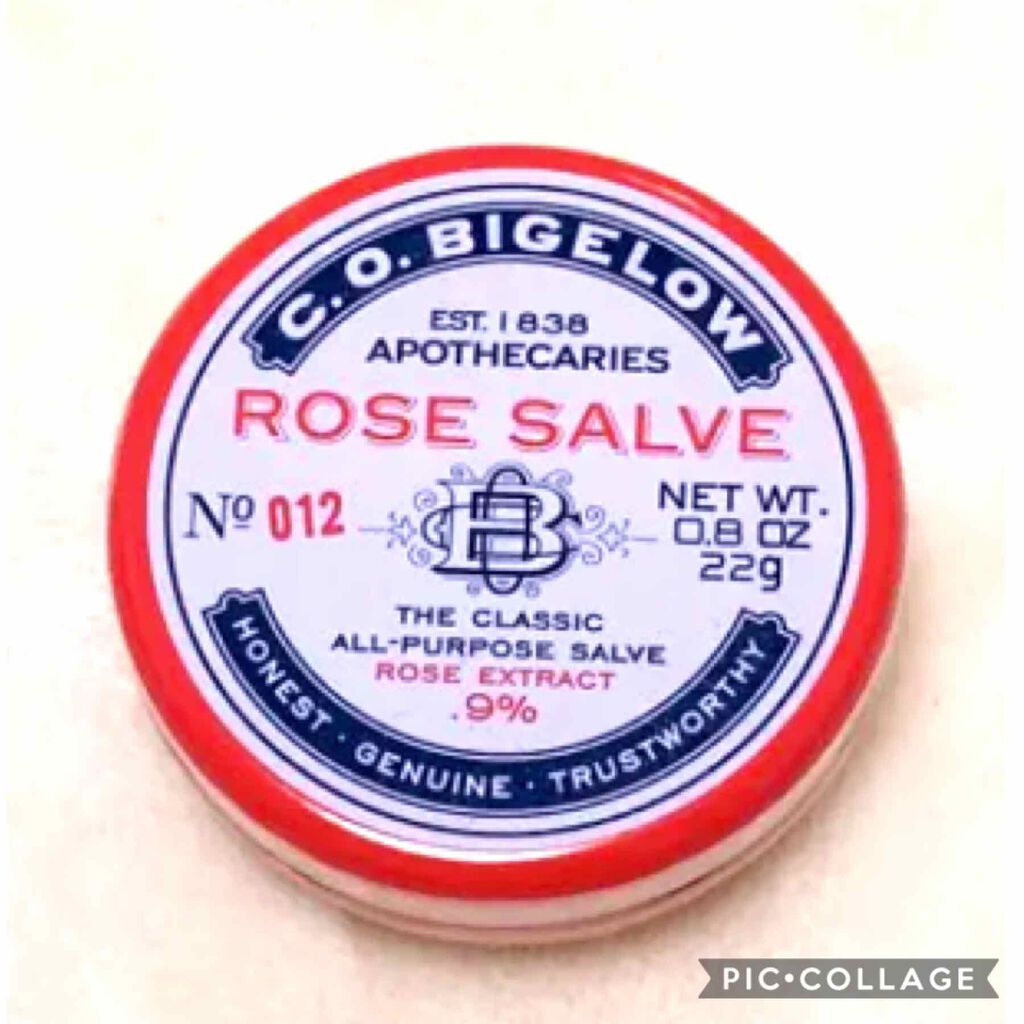 C.O. BIGELOW
EST. 1838
APOTHECARIES
ROSE SALVE
Nº 012
NET WT.
0.8 OZ
22g
THE CLASSIC
ALL-PURPOSE SALVE
ROSE EXTRACT
.9%
HONEST · GENUINE · TRUSTWORTHY
PIC•COLLAGE